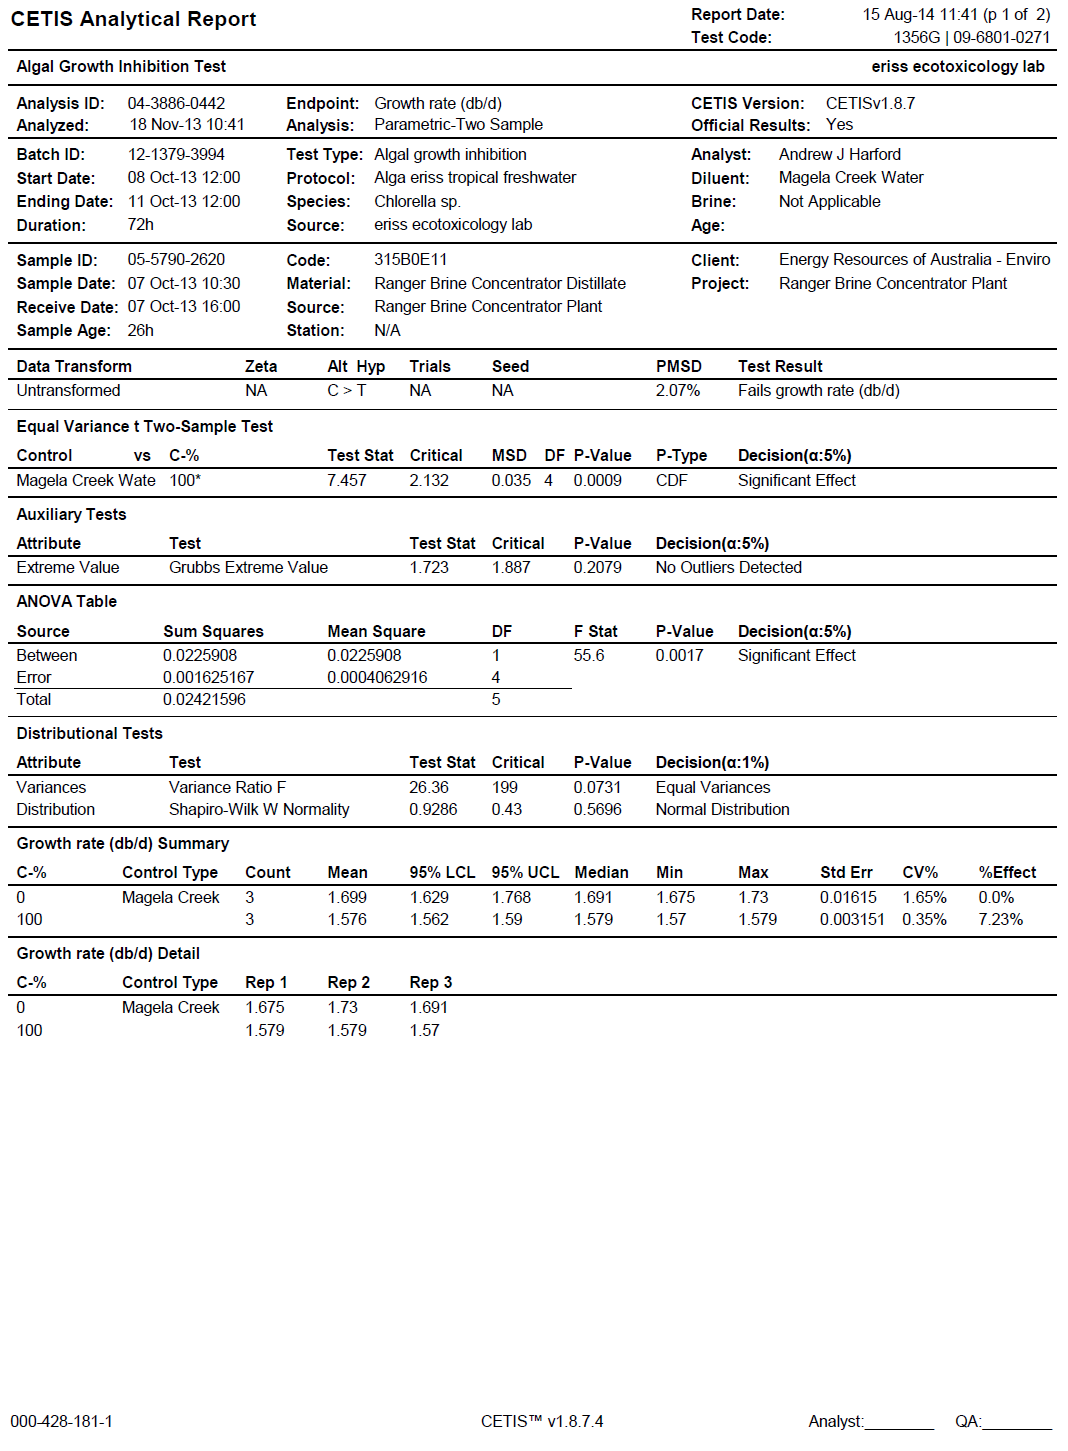 CETIS Analytical Report
Report Date: 15 Aug-14 11:41 (p 1 of 2)
Test Code: 1356G | 09-6801-0271
Algal Growth Inhibition Test eriss ecotoxicology lab
Analysis ID: 04-3886-0442 Endpoint: Growth rate (db/d) CETIS Version: CETISv1.8.7
Analyzed: 18 Nov-13 10:41 Analysis: Parametric-Two Sample Official Results: Yes
Batch ID: 12-1379-3994 Test Type: Algal growth inhibition Analyst: Andrew J Harford
Start Date: 08 Oct-13 12:00 Protocol: Alga eriss tropical freshwater Diluent: Magela Creek Water
Ending Date: 11 Oct-13 12:00 Species: Chlorella sp. Brine: Not Applicable
Duration: 72h Source: eriss ecotoxicology lab Age:
Sample ID: 05-5790-2620 Code: 315B0E11 Client: Energy Resources of Australia - Enviro
Sample Date: 07 Oct-13 10:30 Material: Ranger Brine Concentrator Distillate Project: Ranger Brine Concentrator Plant
Receive Date: 07 Oct-13 16:00 Source: Ranger Brine Concentrator Plant
Sample Age: 26h Station: N/A
Data Transform Zeta Alt Hyp Trials Seed PMSD Test Result
Untransformed NA C > T NA NA 2.07% Fails growth rate (db/d)
Equal Variance t Two-Sample Test
Control vs C-% Test Stat Critical MSD DF P-Value P-Type Decision(α:5%)
Magela Creek Wate 100* 7.457 2.132 0.035 4 0.0009 CDF Significant Effect
Auxiliary Tests
Attribute Test Test Stat Critical P-Value Decision(α:5%)
Extreme Value Grubbs Extreme Value 1.723 1.887 0.2079 No Outliers Detected
ANOVA Table
Source Sum Squares Mean Square DF F Stat P-Value Decision(α:5%)
Between 0.0225908 0.0225908 1 55.6 0.0017 Significant Effect
Error 0.001625167 0.0004062916 4
Total 0.02421596 5
Distributional Tests
Attribute Test Test Stat Critical P-Value Decision(α:1%)
Variances Variance Ratio F 26.36 199 0.0731 Equal Variances
Distribution Shapiro-Wilk W Normality 0.9286 0.43 0.5696 Normal Distribution
Growth rate (db/d) Summary
C-% Control Type Count Mean 95% LCL 95% UCL Median Min Max Std Err CV% %Effect
0 Magela Creek 3 1.699 1.629 1.768 1.691 1.675 1.73 0.01615 1.65% 0.0%
100 3 1.576 1.562 1.59 1.579 1.57 1.579 0.003151 0.35% 7.23%
Growth rate (db/d) Detail
C-% Control Type Rep 1 Rep 2 Rep 3
0 Magela Creek 1.675 1.73 1.691
100 1.579 1.579 1.57
000-428-181-1 CETIS™ v1.8.7.4 Analyst:________ QA:________